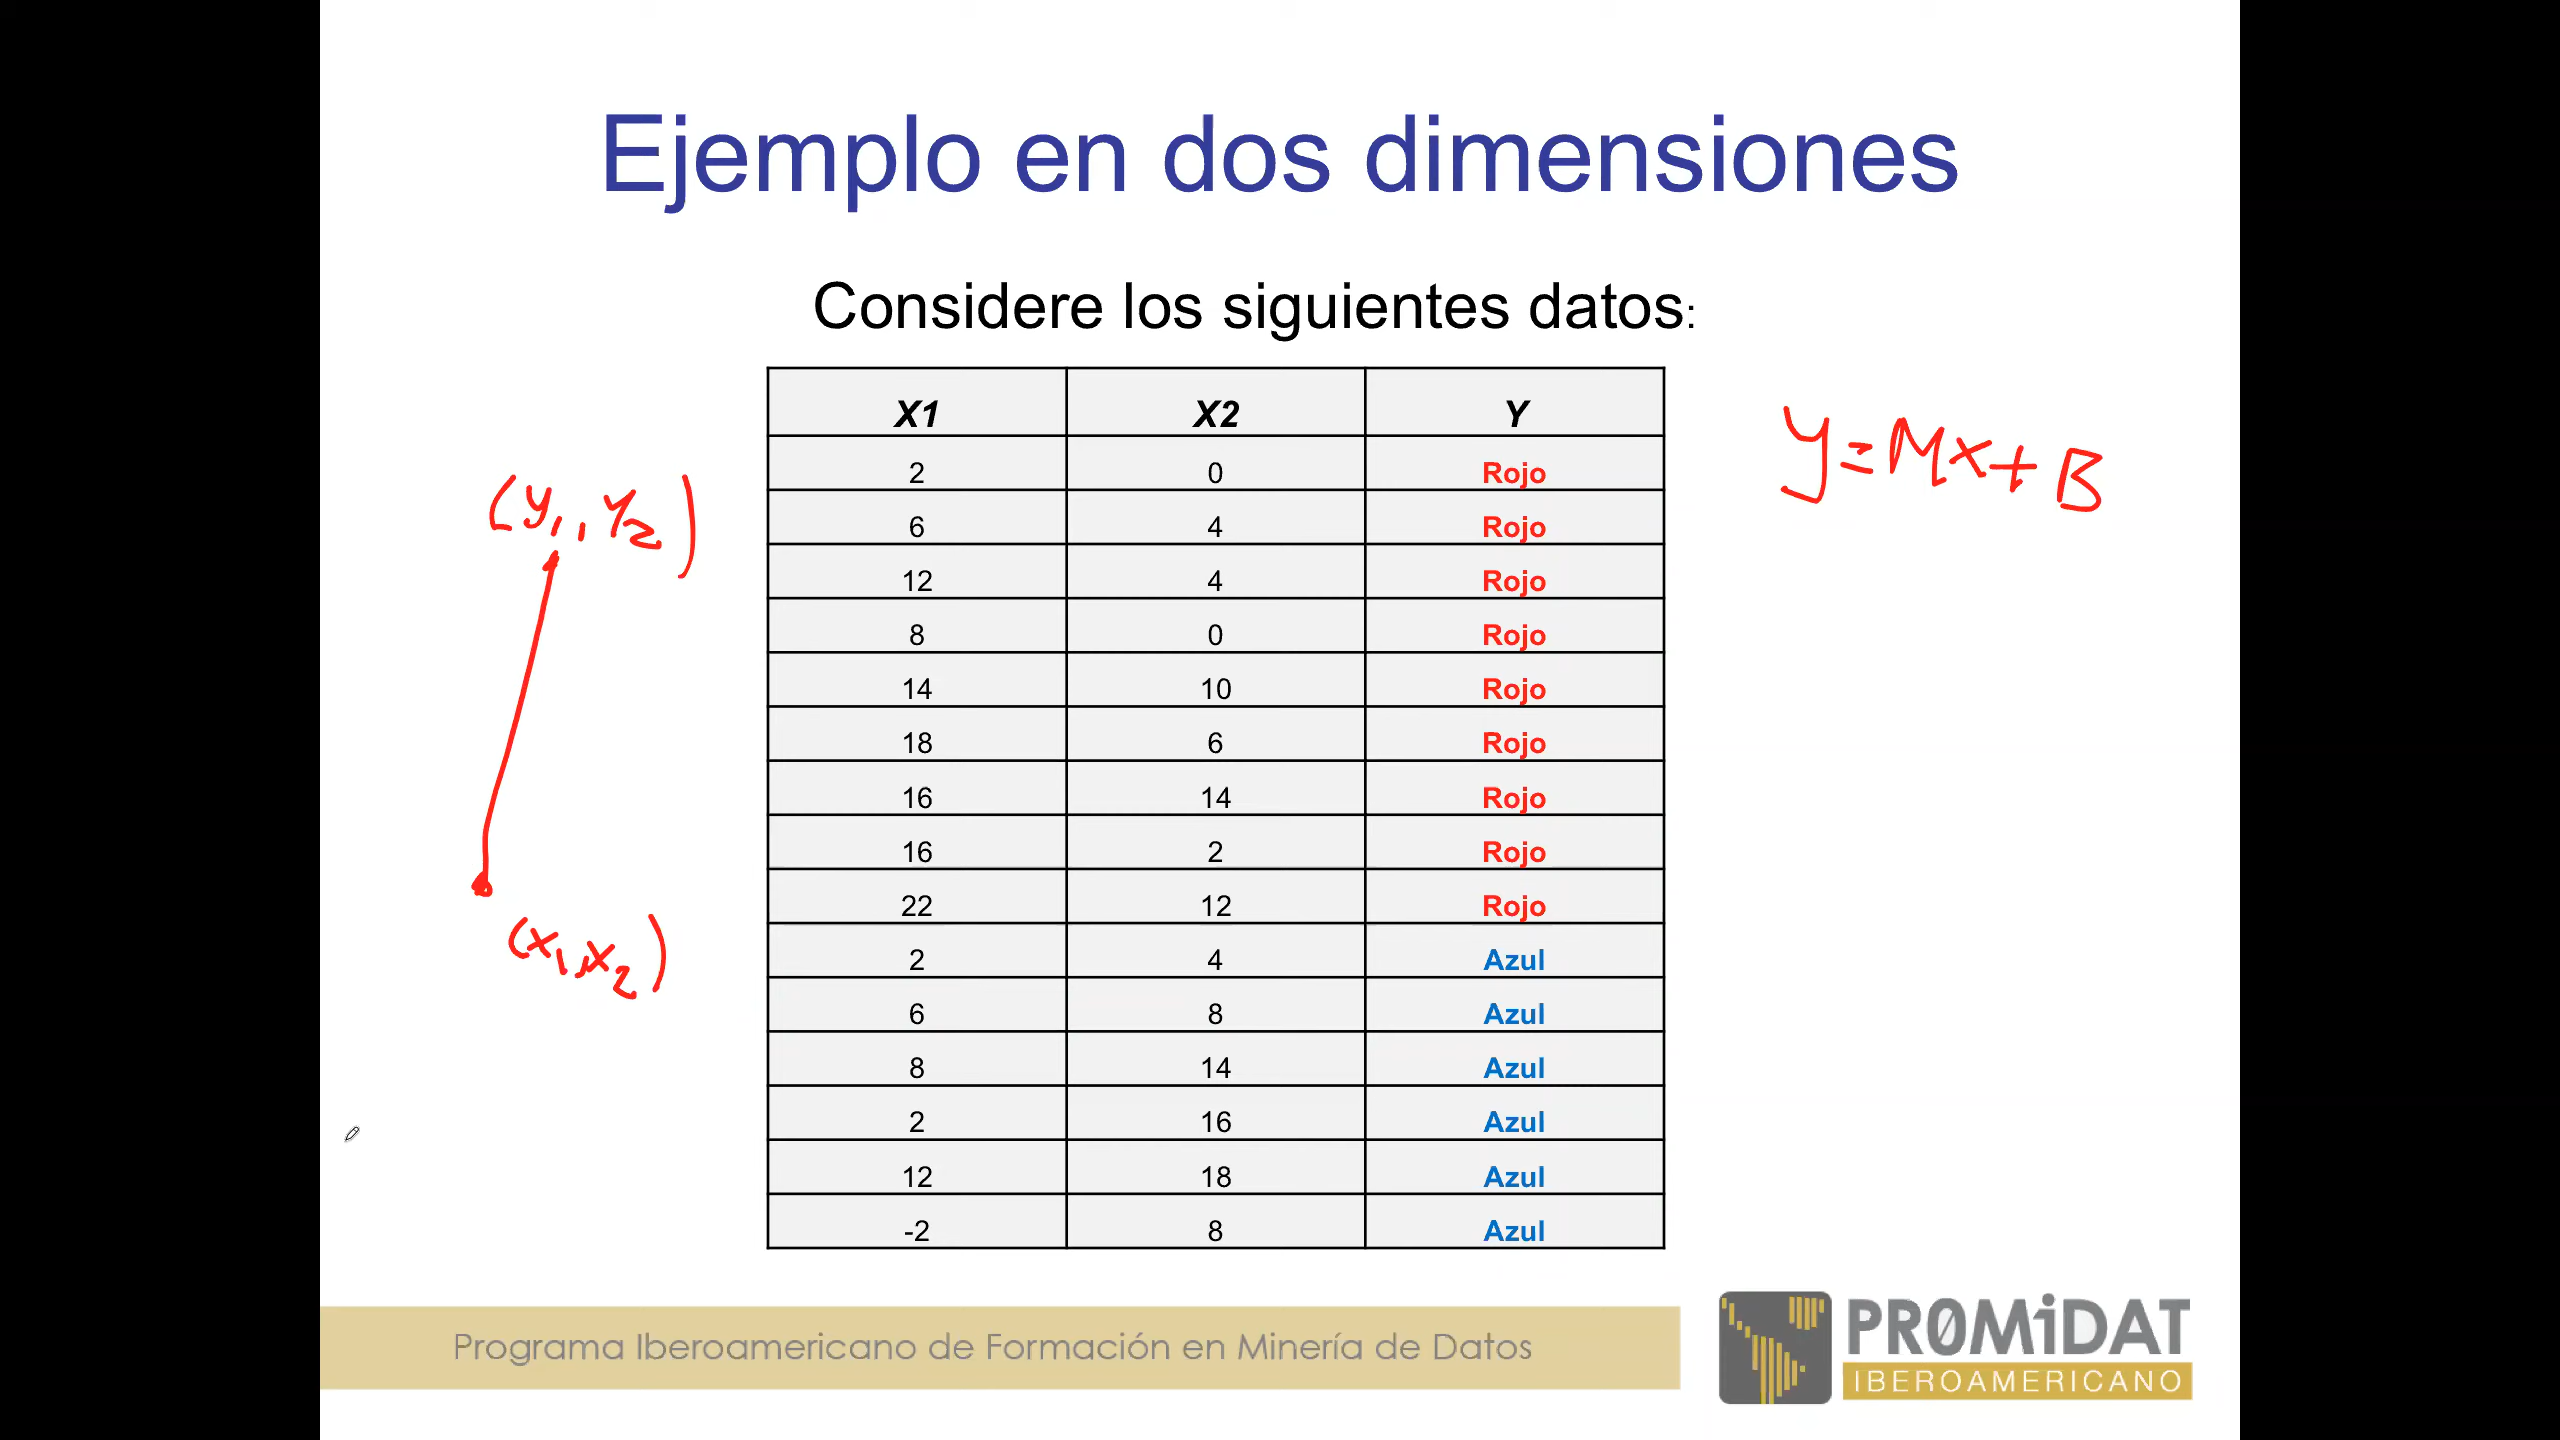 Ejemplo en dos dimensiones
Considere los siguientes datos:
X1 X2 Y
2 0 Rojo
6 4 Rojo
12 4 Rojo
8 0 Rojo
14 10 Rojo
18 6 Rojo
16 14 Rojo
16 2 Rojo
22 12 Rojo
2 4 Azul
6 8 Azul
8 14 Azul
2 16 Azul
12 18 Azul
-2 8 Azul
(y1, y2)
(x1, x2)
y = Mx + B
Programa Iberoamericano de Formación en Minería de Datos
PR0MiDAT
IBEROAMERICANO